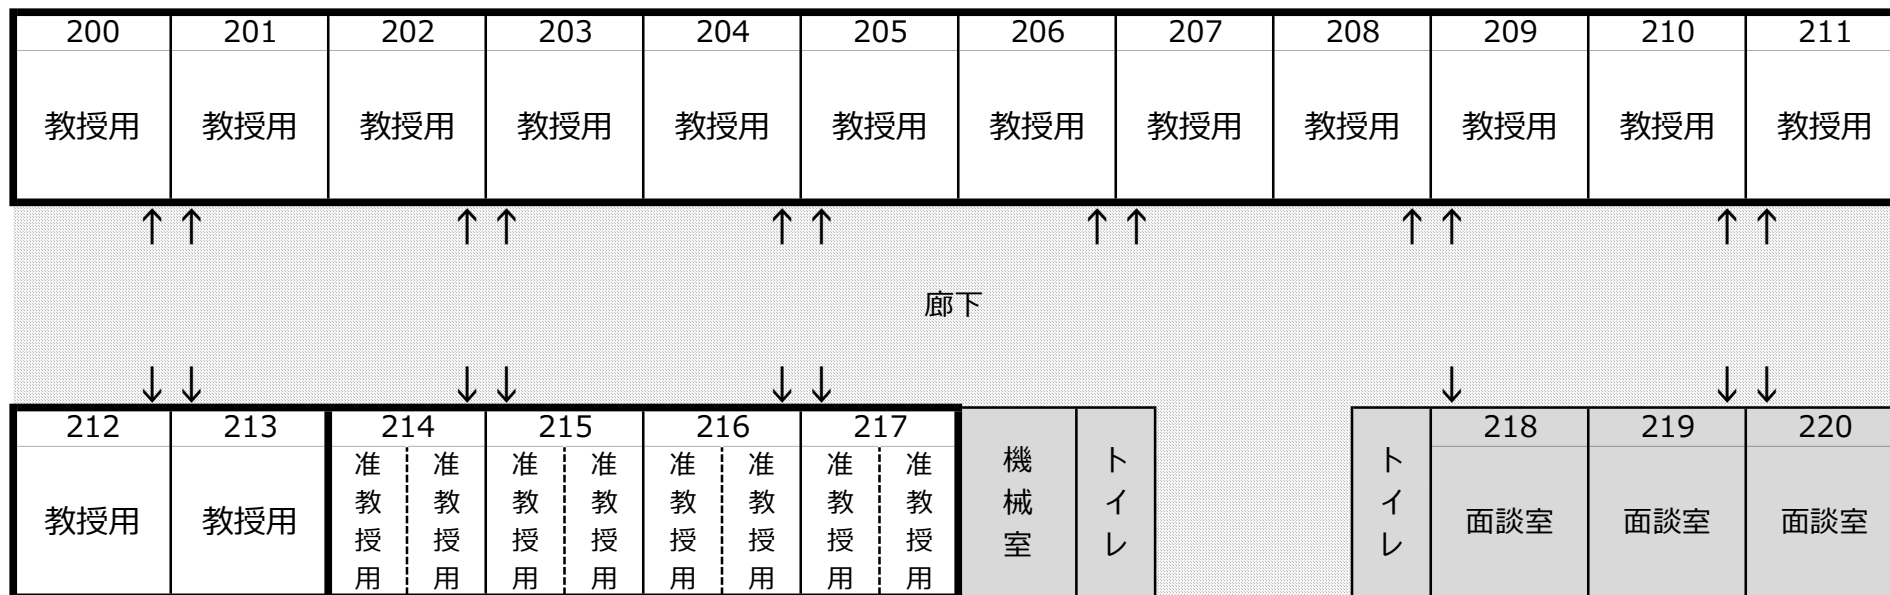 200 201 202 203 204 205 206 207 208 209 210 211
教授用 教授用 教授用 教授用 教授用 教授用 教授用 教授用 教授用 教授用 教授用 教授用
↑ ↑ ↑ ↑ ↑ ↑ ↑ ↑ ↑ ↑ ↑ ↑
廊下
↓ ↓ ↓ ↓ ↓ ↓ ↓ ↓ ↓
212 213 214 215 216 217 218 219 220
教授用 教授用 准教授用 准教授用 准教授用 准教授用 准教授用 准教授用 准教授用 准教授用 機械室 トイレ トイレ 面談室 面談室 面談室